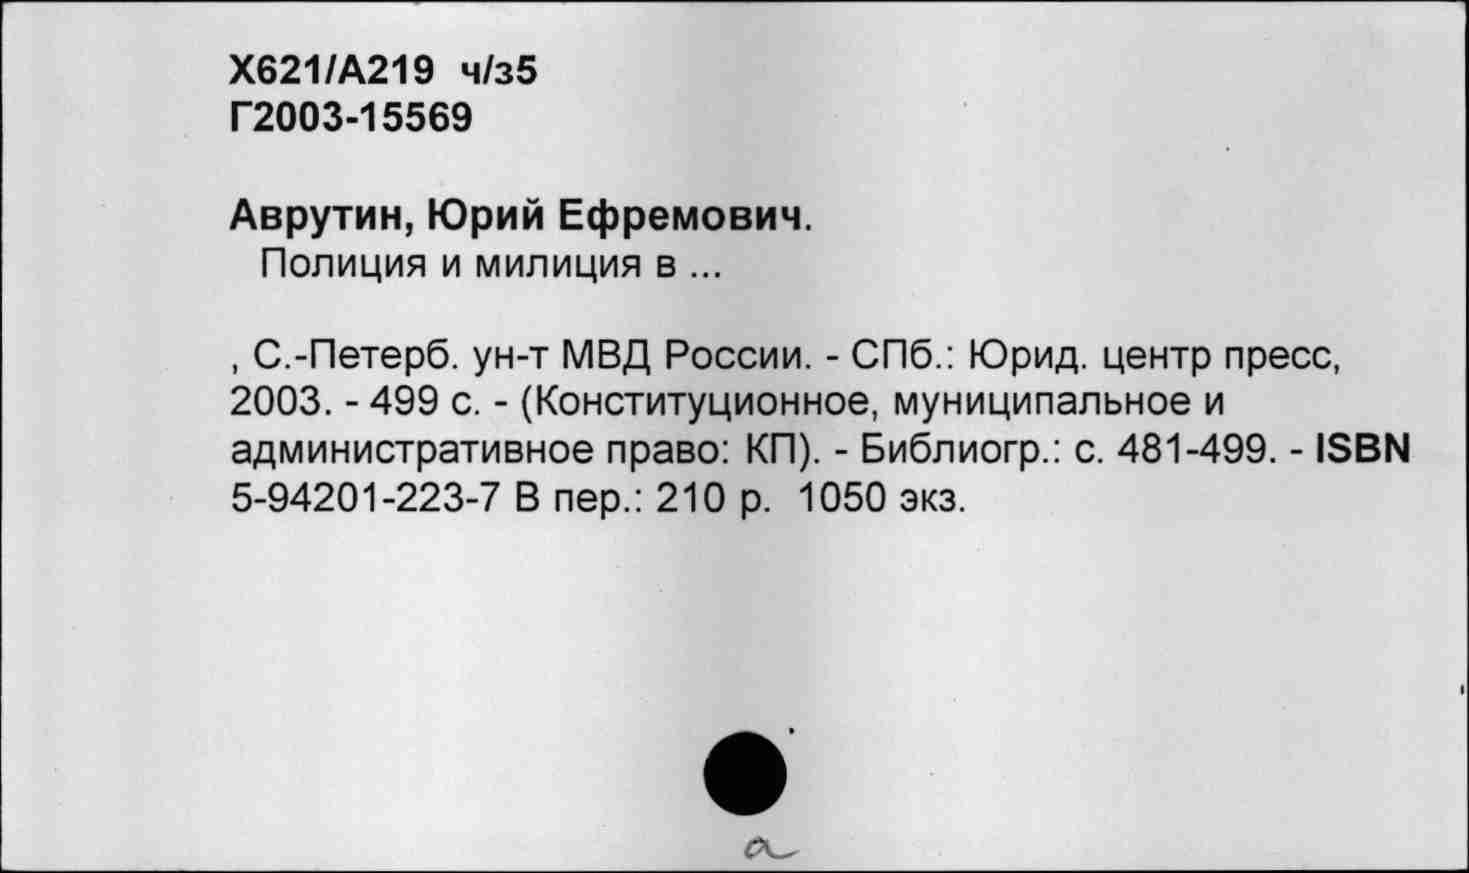 Х621/А219 ч/з5
Г2003-15569
Аврутин, Юрий Ефремович.
Полиция и милиция в ...
, С.-Петерб. ун-т МВД России. - СПб.: Юрид. центр пресс,
2003. - 499 с. - (Конституционное, муниципальное и
административное право: КП). - Библиогр.: с. 481-499. - ISBN
5-94201-223-7 В пер.: 210 р. 1050 экз.
а